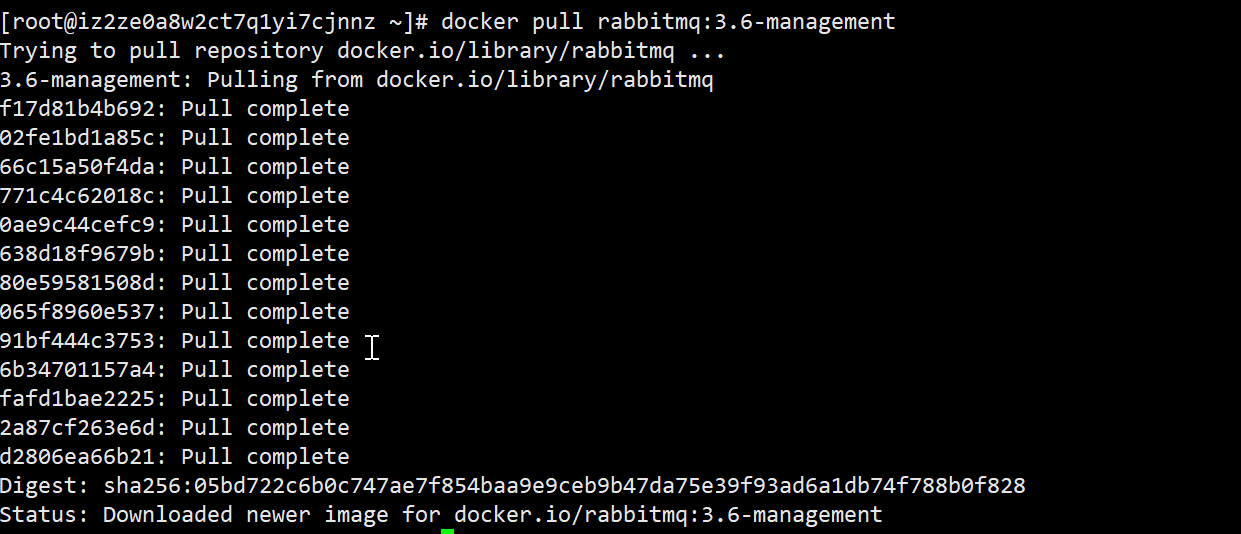 [root@iz2ze0a8w2ct7q1yi7cjnnz ~]# docker pull rabbitmq:3.6-management
Trying to pull repository docker.io/library/rabbitmq ...
3.6-management: Pulling from docker.io/library/rabbitmq
f17d81b4b692: Pull complete
02fe1bd1a85c: Pull complete
66c15a50f4da: Pull complete
771c4c62018c: Pull complete
0ae9c44cefc9: Pull complete
638d18f9679b: Pull complete
80e59581508d: Pull complete
065f8960e537: Pull complete
91bf444c3753: Pull complete
6b34701157a4: Pull complete
fafd1bae2225: Pull complete
2a87cf263e6d: Pull complete
d2806ea66b21: Pull complete
Digest: sha256:05bd722c6b0c747ae7f854baa9e9ceb9b47da75e39f93ad6a1db74f788b0f828
Status: Downloaded newer image for docker.io/rabbitmq:3.6-management